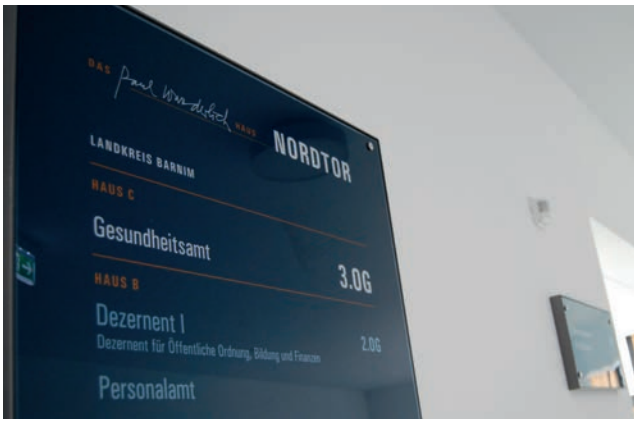 DAS Paul Wunderlich HAUS NORDTOR
LANDKREIS BARNIM
HAUS C
Gesundheitsamt 3.OG
HAUS B
Dezernent I 2.OG
Dezernent für Öffentliche Ordnung, Bildung und Finanzen
Personalamt